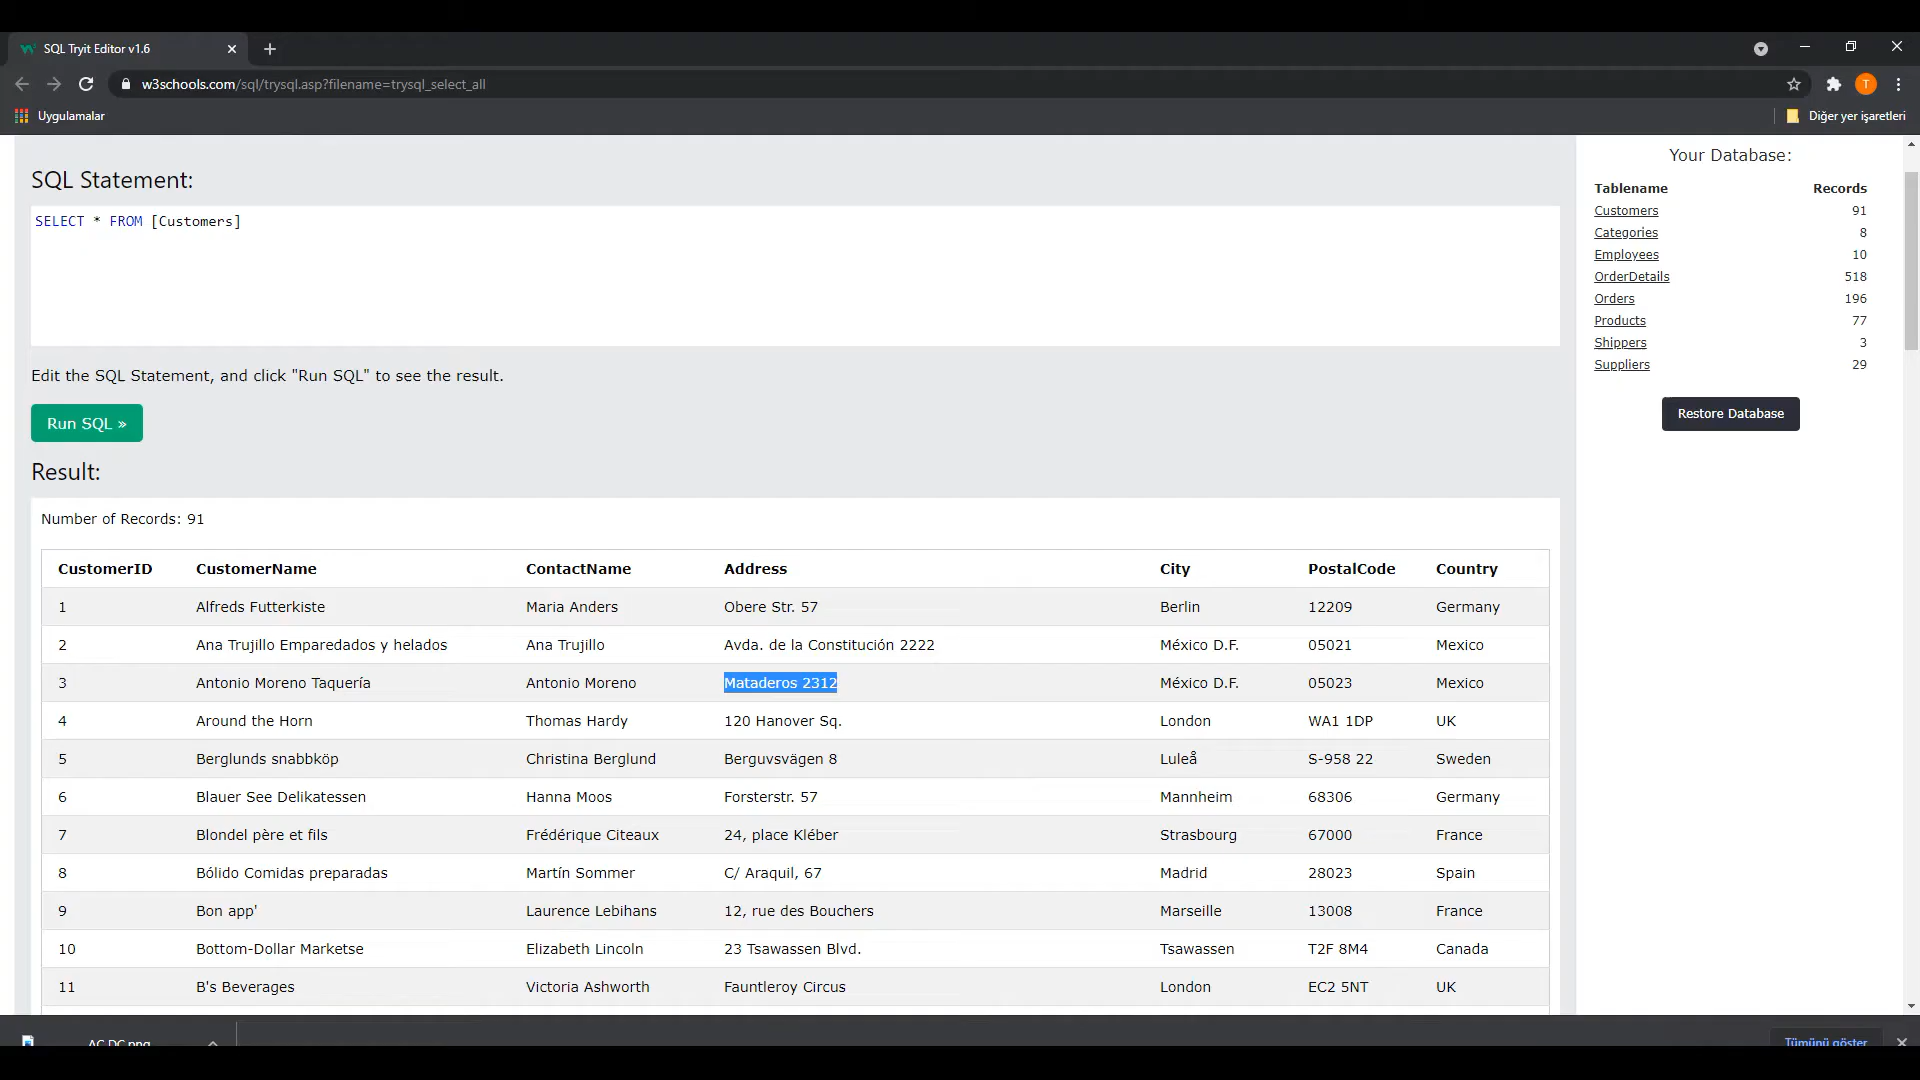 SQL Tryit Editor v1.6
w3schools.com/sql/trysql.asp?filename=trysql_select_all
T
Uygulamalar
Diğer yer işaretleri
SQL Statement:
SELECT * FROM [Customers]
Edit the SQL Statement, and click "Run SQL" to see the result.
Run SQL »
Result:
Number of Records: 91
CustomerID CustomerName ContactName Address City PostalCode Country
1 Alfreds Futterkiste Maria Anders Obere Str. 57 Berlin 12209 Germany
2 Ana Trujillo Emparedados y helados Ana Trujillo Avda. de la Constitución 2222 México D.F. 05021 Mexico
3 Antonio Moreno Taquería Antonio Moreno Mataderos 2312 México D.F. 05023 Mexico
4 Around the Horn Thomas Hardy 120 Hanover Sq. London WA1 1DP UK
5 Berglunds snabbköp Christina Berglund Berguvsvägen 8 Luleå S-958 22 Sweden
6 Blauer See Delikatessen Hanna Moos Forsterstr. 57 Mannheim 68306 Germany
7 Blondel père et fils Frédérique Citeaux 24, place Kléber Strasbourg 67000 France
8 Bólido Comidas preparadas Martín Sommer C/ Araquil, 67 Madrid 28023 Spain
9 Bon app' Laurence Lebihans 12, rue des Bouchers Marseille 13008 France
10 Bottom-Dollar Marketse Elizabeth Lincoln 23 Tsawassen Blvd. Tsawassen T2F 8M4 Canada
11 B's Beverages Victoria Ashworth Fauntleroy Circus London EC2 5NT UK
Your Database:
Tablename Records
Customers 91
Categories 8
Employees 10
OrderDetails 518
Orders 196
Products 77
Shippers 3
Suppliers 29
Restore Database
AC DC.png
Tümünü göster